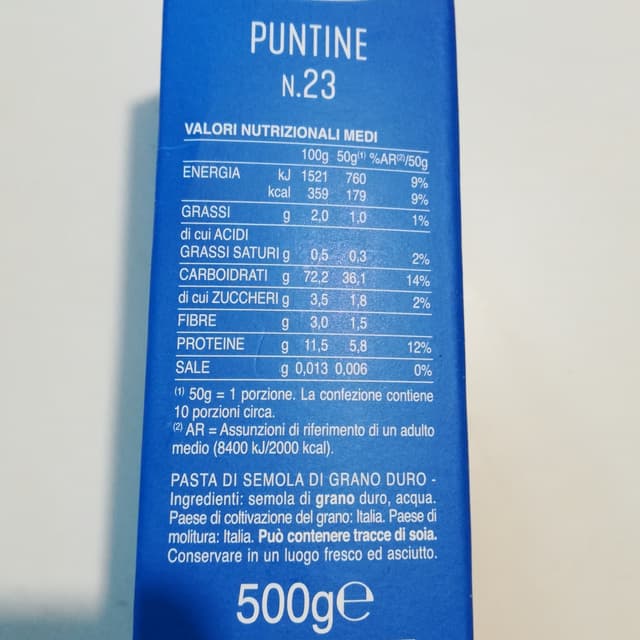 PUNTINE
N.23
VALORI NUTRIZIONALI MEDI
100g 50g(1) %AR(2)/50g
ENERGIA kJ 1521 760 9%
kcal 359 179 9%
GRASSI g 2,0 1,0 1%
di cui ACIDI
GRASSI SATURI g 0,5 0,3 2%
CARBOIDRATI g 72,2 36,1 14%
di cui ZUCCHERI g 3,5 1,8 2%
FIBRE g 3,0 1,5
PROTEINE g 11,5 5,8 12%
SALE g 0,013 0,006 0%
(1) 50g = 1 porzione. La confezione contiene
10 porzioni circa.
(2) AR = Assunzioni di riferimento di un adulto
medio (8400 kJ/2000 kcal).
PASTA DI SEMOLA DI GRANO DURO -
Ingredienti: semola di grano duro, acqua.
Paese di coltivazione del grano: Italia. Paese di
molitura: Italia. Può contenere tracce di soia.
Conservare in un luogo fresco ed asciutto.
500g℮